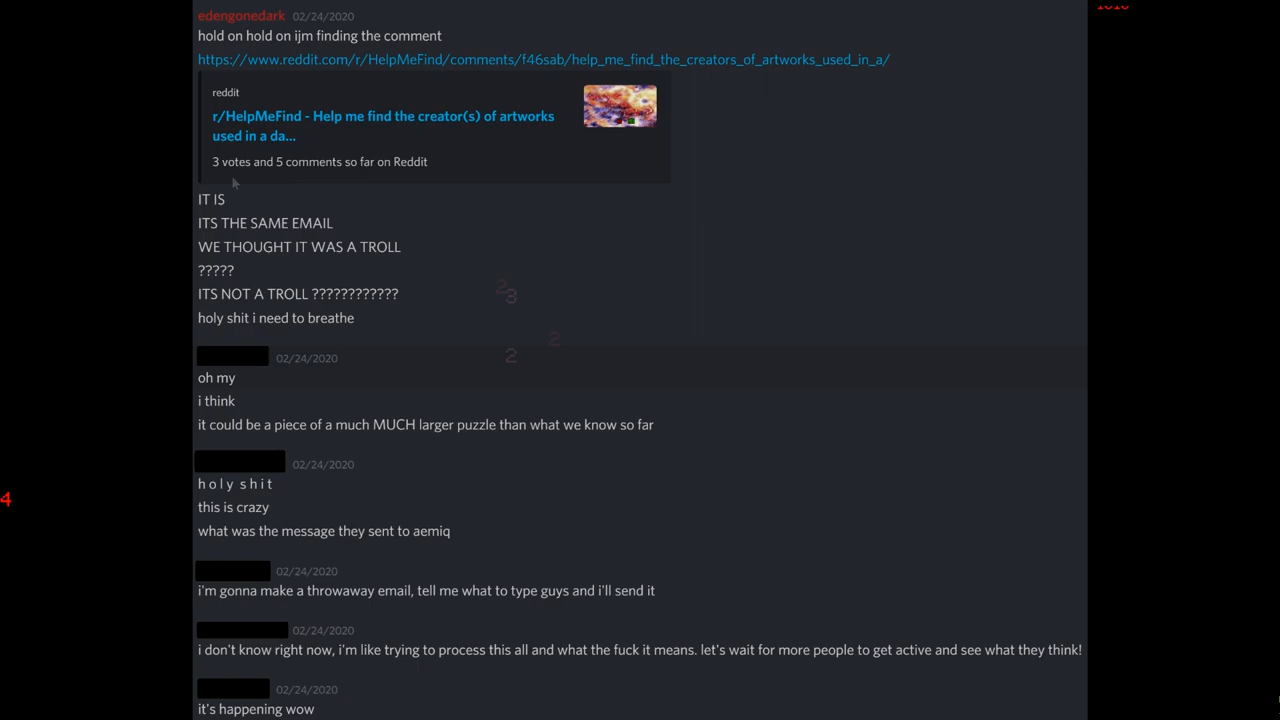 1010
edengonedark 02/24/2020
hold on hold on ijm finding the comment
https://www.reddit.com/r/HelpMeFind/comments/f46sab/help_me_find_the_creators_of_artworks_used_in_a/
reddit
r/HelpMeFind - Help me find the creator(s) of artworks
used in a da...
3 votes and 5 comments so far on Reddit
IT IS
ITS THE SAME EMAIL
WE THOUGHT IT WAS A TROLL
?????
2
3
ITS NOT A TROLL ????????????
holy shit i need to breathe
2
2
02/24/2020
oh my
i think
it could be a piece of a much MUCH larger puzzle than what we know so far
02/24/2020
h o l y s h i t
4
this is crazy
what was the message they sent to aemiq
02/24/2020
i'm gonna make a throwaway email, tell me what to type guys and i'll send it
02/24/2020
i don't know right now, i'm like trying to process this all and what the fuck it means. let's wait for more people to get active and see what they think!
02/24/2020
it's happening wow